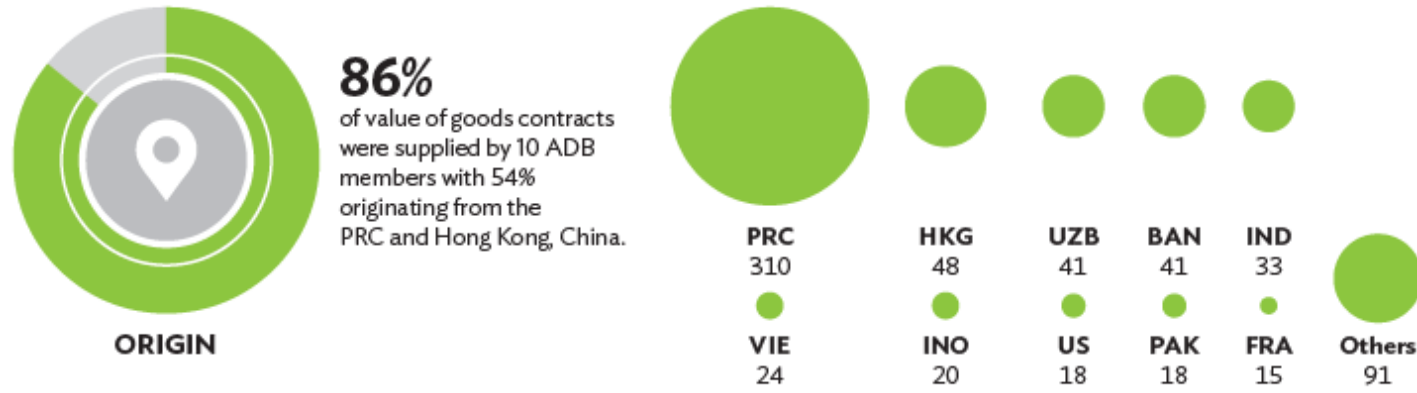 86%
of value of goods contracts
were supplied by 10 ADB
members with 54%
originating from the
PRC and Hong Kong, China.
ORIGIN
PRC HKG UZB BAN IND
310 48 41 41 33
VIE INO US PAK FRA Others
24 20 18 18 15 91